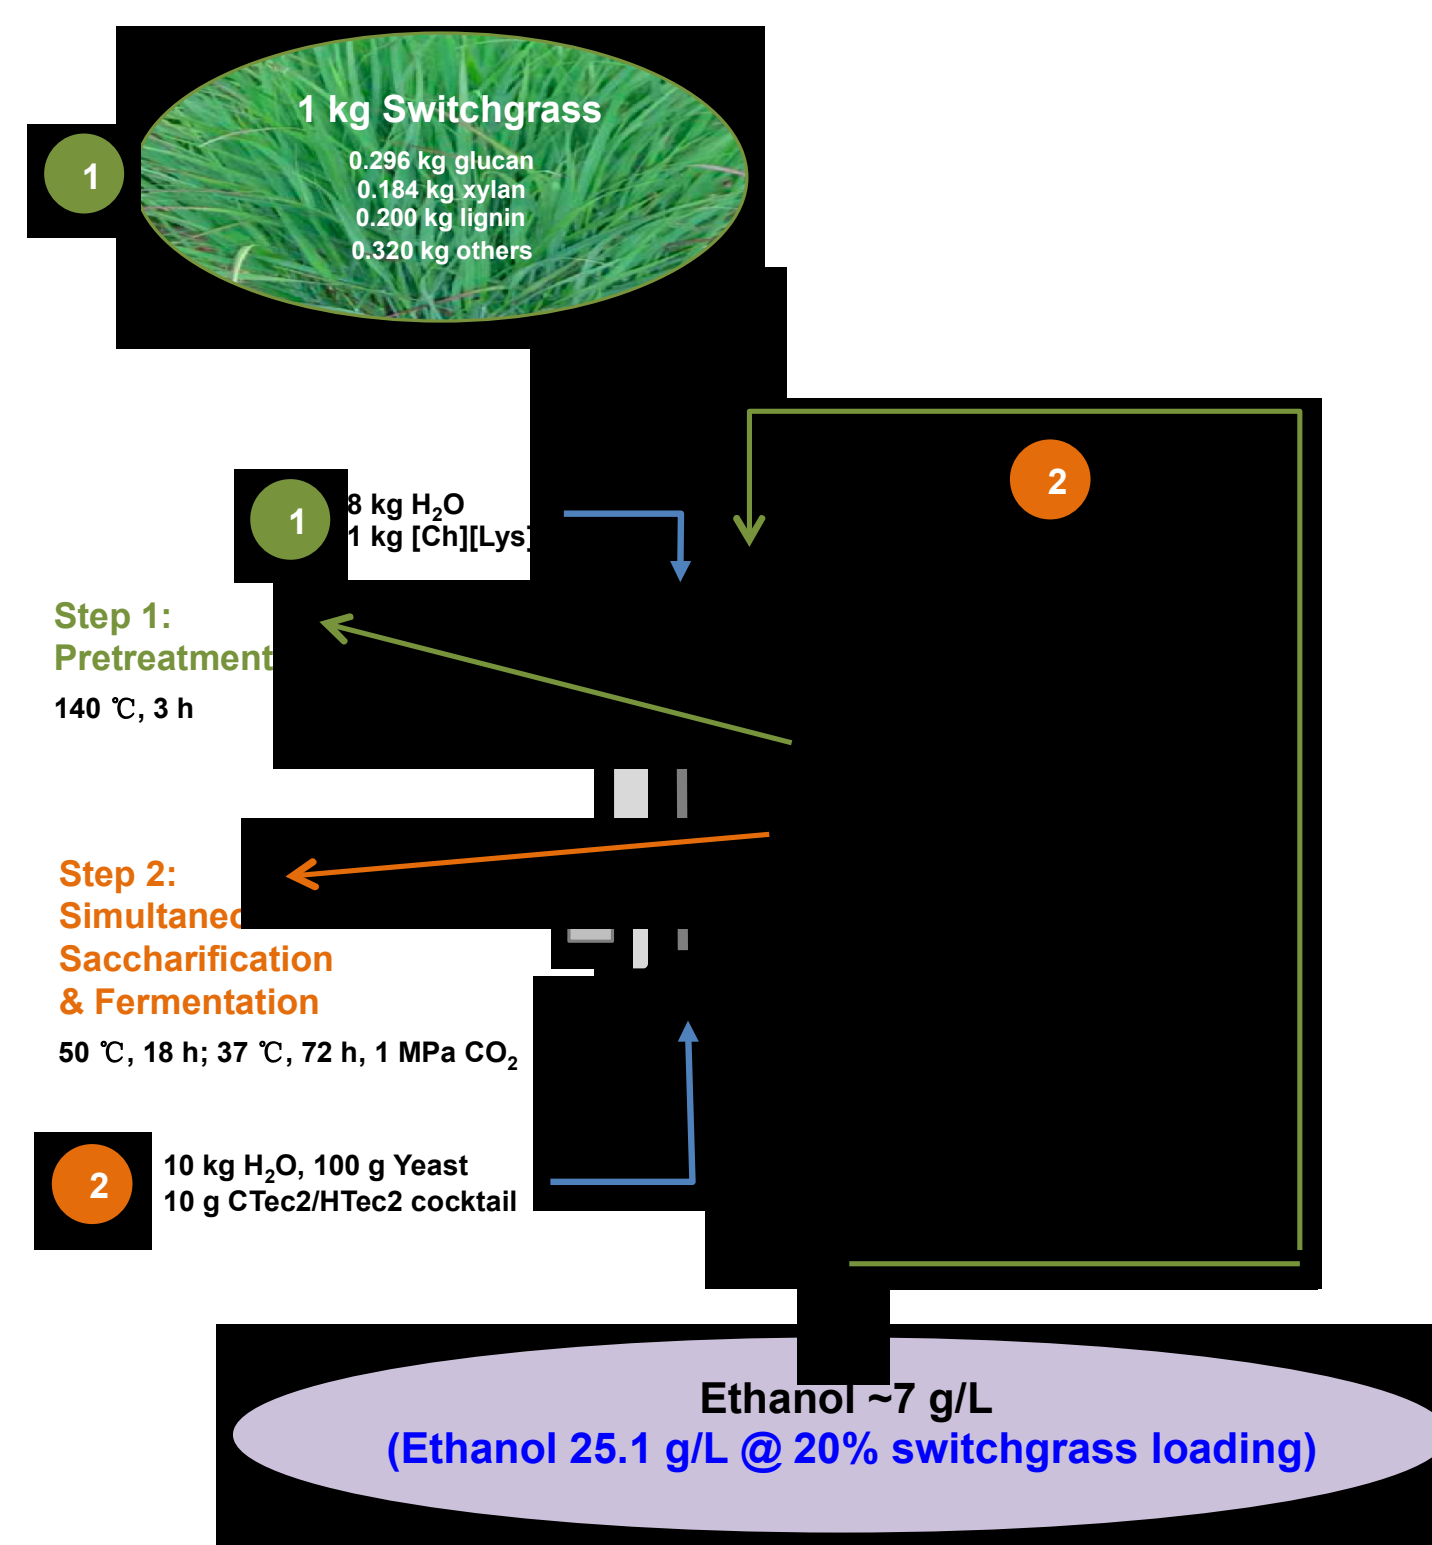 1 kg Switchgrass
0.296 kg glucan
0.184 kg xylan
0.200 kg lignin
0.320 kg others
1
2
1
8 kg H₂O
1 kg [Ch][Lys]
Step 1:
Pretreatment
140 ℃, 3 h
Step 2:
Saccharification
& Fermentation
50 ℃, 18 h; 37 ℃, 72 h, 1 MPa CO₂
2
10 kg H₂O, 100 g Yeast
10 g CTec2/HTec2 cocktail
Ethanol ~7 g/L
(Ethanol 25.1 g/L @ 20% switchgrass loading)